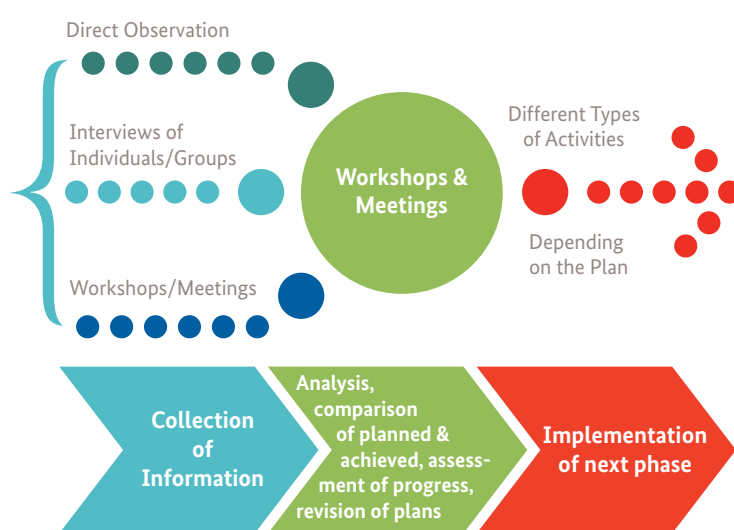 Direct Observation
Interviews of
Individuals/Groups
Workshops/Meetings
Workshops &
Meetings
Different Types
of Activities
Depending
on the Plan
Collection
of
Information
Analysis,
comparison
of planned &
achieved, assess-
ment of progress,
revision of plans
Implementation
of next phase